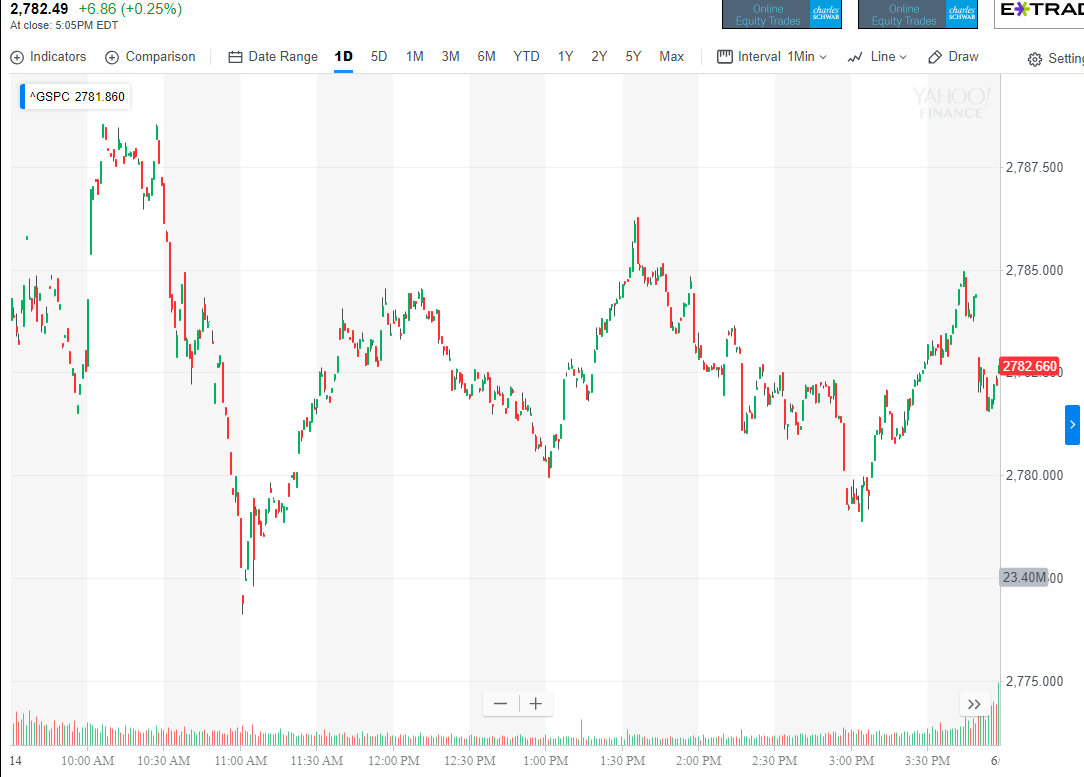 2,782.49 +6.86 (+0.25%)
At close: 5:05PM EDT
Online
Equity Trades
charles
SCHWAB
Online
Equity Trades
charles
SCHWAB
E*TRAD
Indicators Comparison Date Range 1D 5D 1M 3M 6M YTD 1Y 2Y 5Y Max Interval 1Min Line Draw Setting
^GSPC 2781.860
YAHOO!
FINANCE
2,787.500
2,785.000
2782.660
2,780.000
23.40M
2,775.000
14 10:00 AM 10:30 AM 11:00 AM 11:30 AM 12:00 PM 12:30 PM 1:00 PM 1:30 PM 2:00 PM 2:30 PM 3:00 PM 3:30 PM 6/